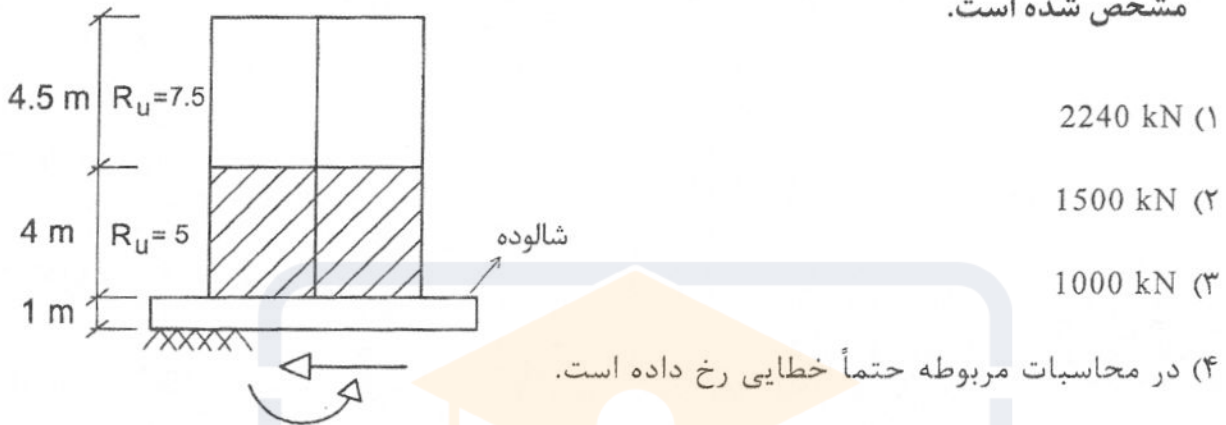 مشخص شده است.
4.5 m
R_u=7.5
2240 kN (۱
1500 kN (۲
4 m
R_u= 5
شالوده
1000 kN (۳
1 m
۴) در محاسبات مربوطه حتماً خطایی رخ داده است.